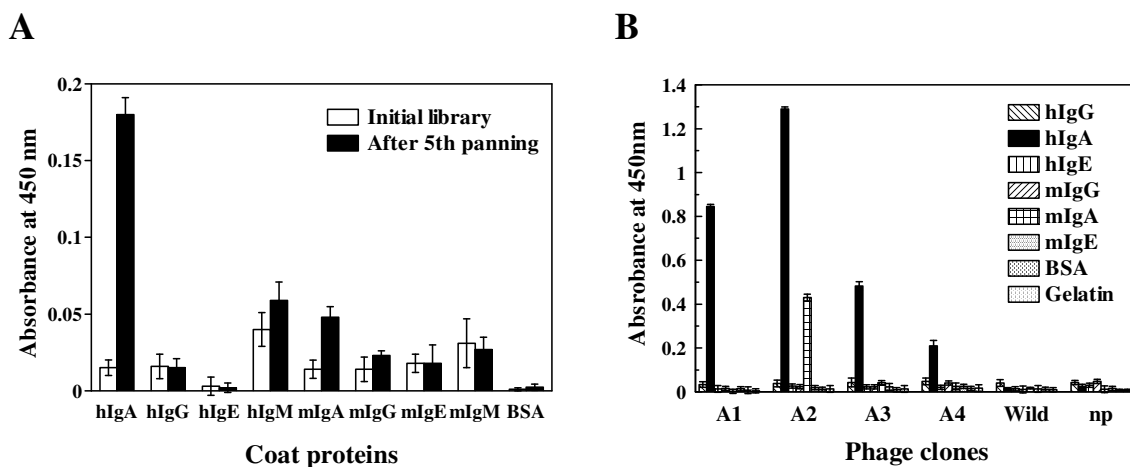 A
Absorbance at 450 nm
0.2
0.15
0.1
0.05
0
Initial library
After 5th panning
hIgA hIgG hIgE hIgM mIgA mIgG mIgE mIgM BSA
Coat proteins
B
Absrobance at 450nm
1.4
1.2
1
0.8
0.6
0.4
0.2
0
hIgG
hIgA
hIgE
mIgG
mIgA
mIgE
BSA
Gelatin
A1 A2 A3 A4 Wild np
Phage clones